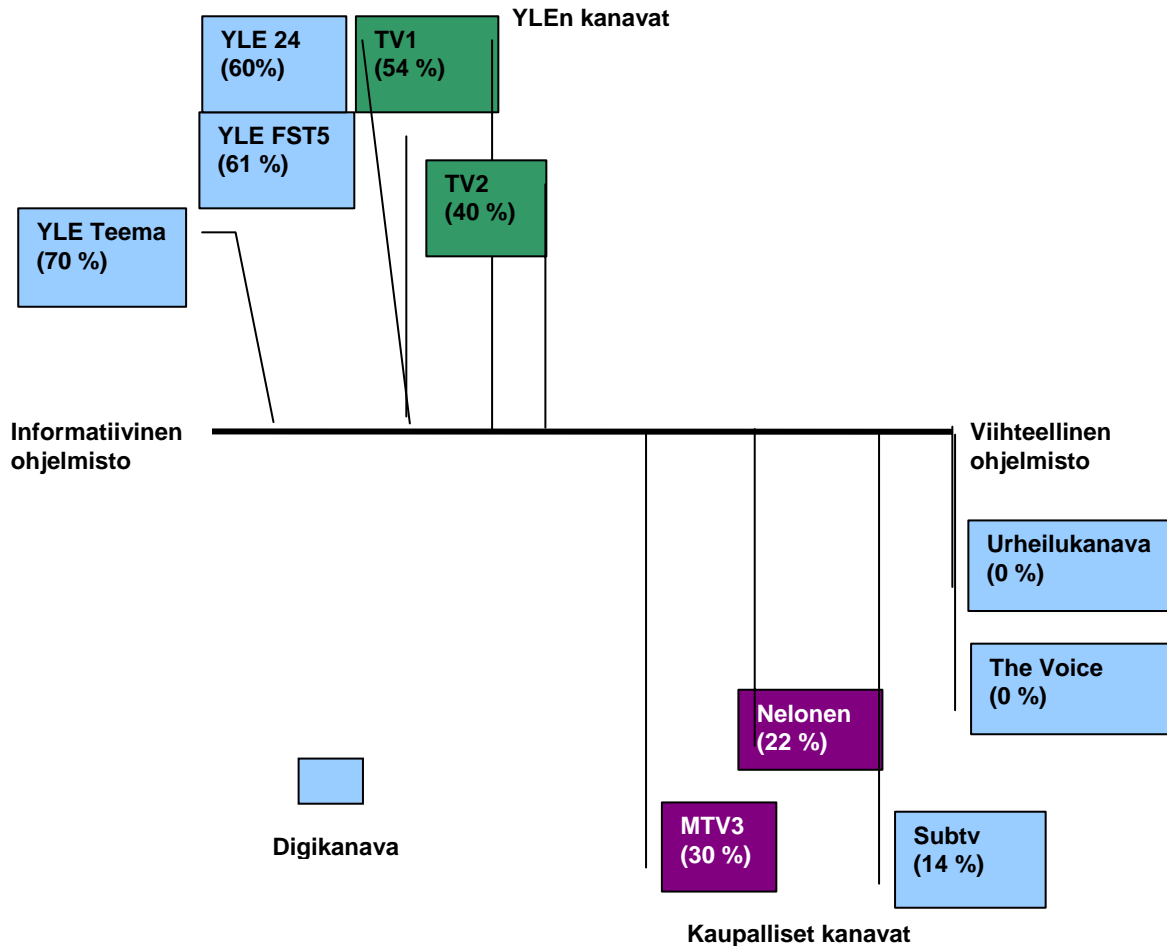 YLEn kanavat
YLE 24
(60%)
TV1
(54 %)
YLE FST5
(61 %)
TV2
(40 %)
YLE Teema
(70 %)
Informatiivinen
ohjelmisto
Viihteellinen
ohjelmisto
Urheilukanava
(0 %)
The Voice
(0 %)
Nelonen
(22 %)
MTV3
(30 %)
Subtv
(14 %)
Digikanava
Kaupalliset kanavat